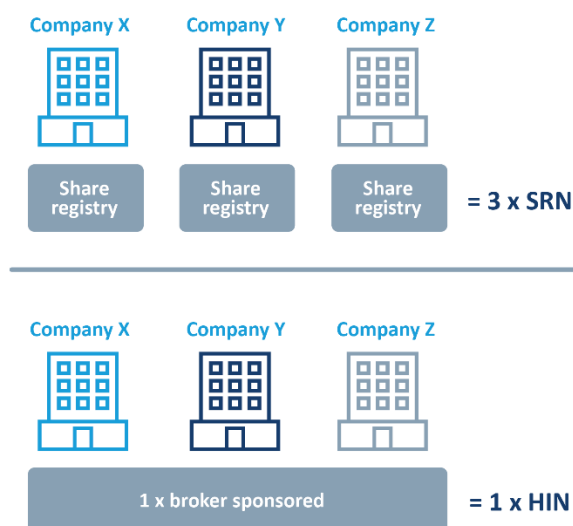 Company X Company Y Company Z
Share registry Share registry Share registry = 3 x SRN
Company X Company Y Company Z
1 x broker sponsored = 1 x HIN